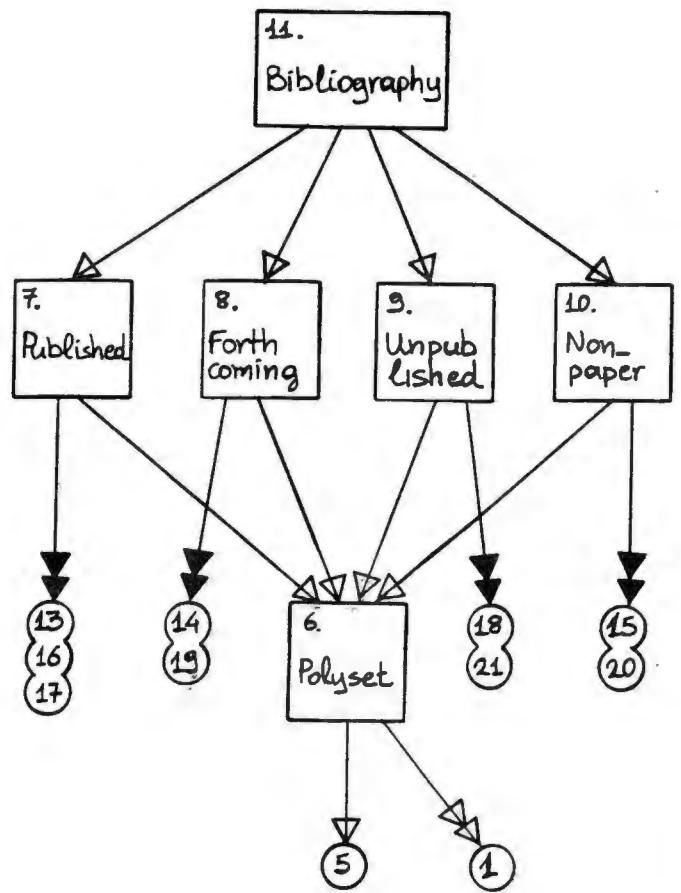 11.
Bibliography
7.
Published
8.
Forth
coming
9.
Unpub
lished
10.
Non_
paper
13
16
17
14
19
6.
Polyset
18
21
15
20
5
1